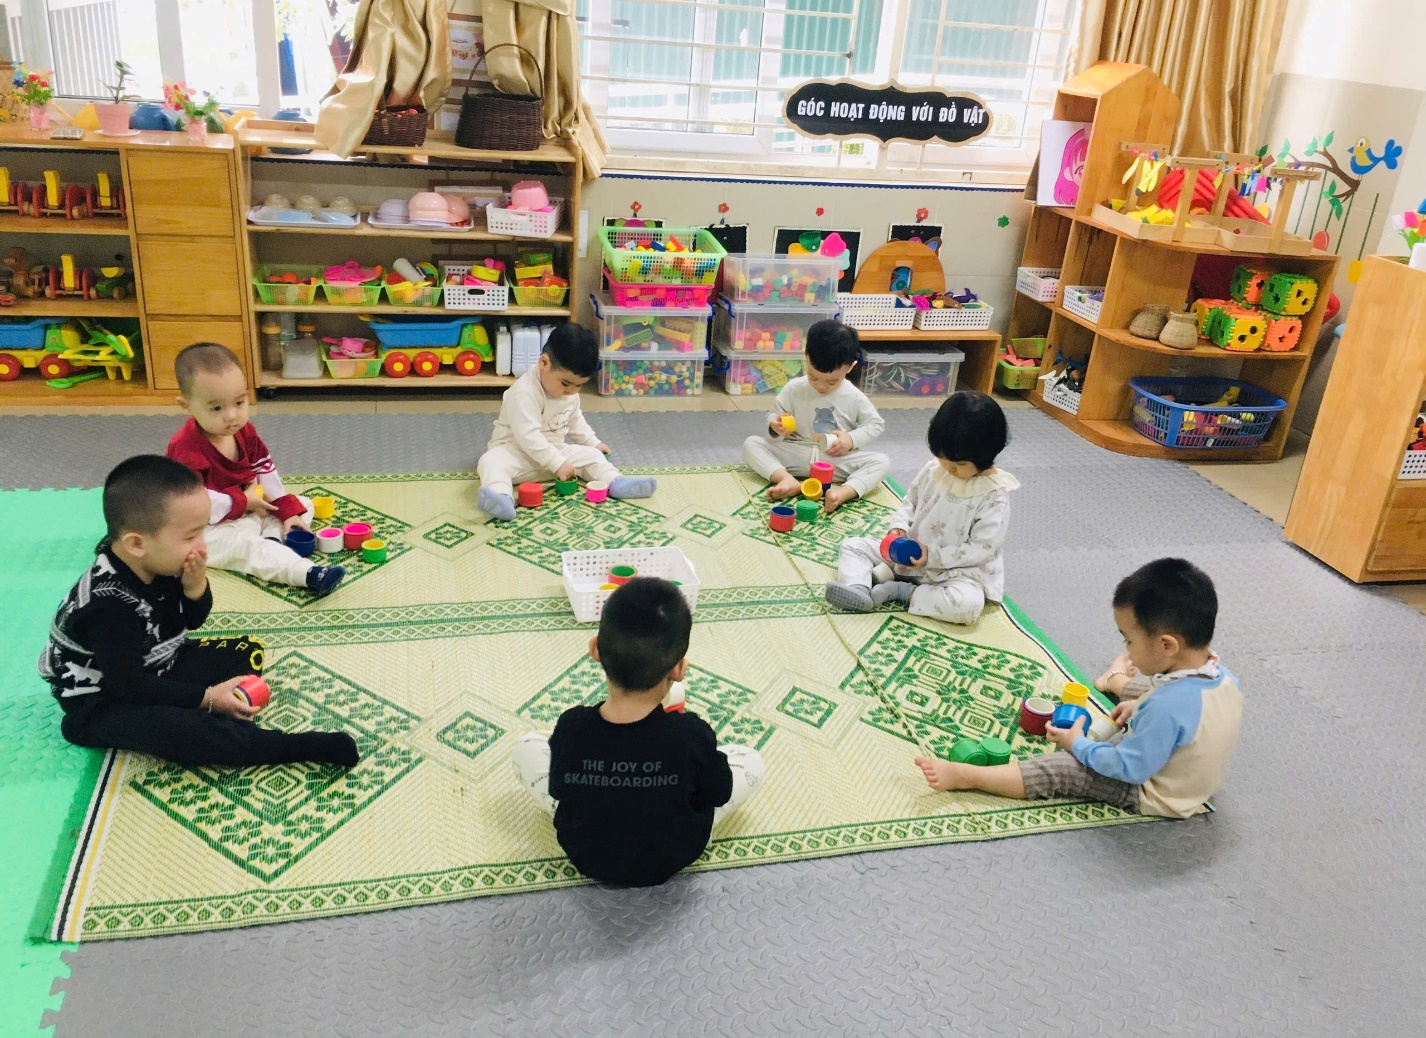 GÓC HOẠT ĐỘNG VỚI ĐỒ VẬT
THE JOY OF
SKATEBOARDING